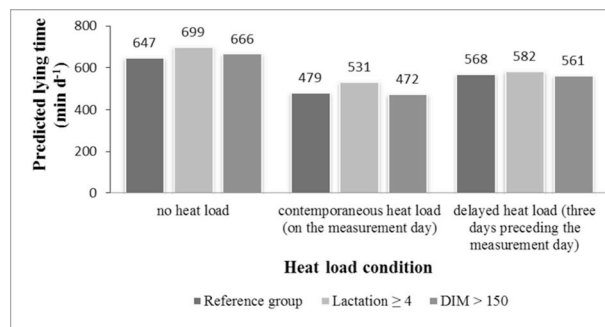 Predicted lying time
(min d⁻¹)
800
600
400
200
0
647
699
666
479
531
472
568
582
561
no heat load
contemporaneous heat load
(on the measurement day)
delayed heat load (three
days preceding the
measurement day)
Heat load condition
Reference group
Lactation ≥ 4
DIM > 150